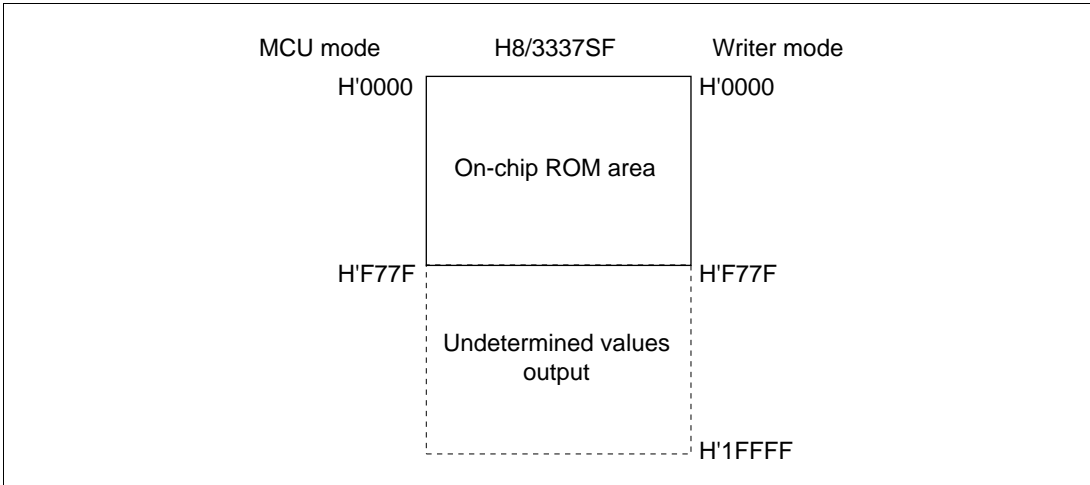 MCU mode H8/3337SF Writer mode
H'0000 H'0000
On-chip ROM area
H'F77F H'F77F
Undetermined values
output
H'1FFFF